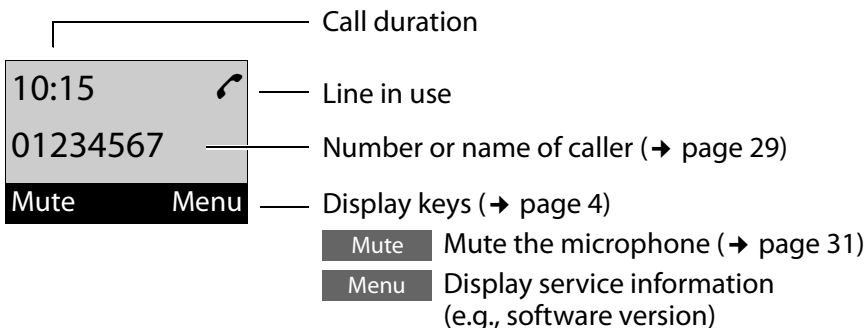 Call duration
10:15
Line in use
01234567
Number or name of caller (➔ page 29)
Mute Menu
Display keys (➔ page 4)
Mute Mute the microphone (➔ page 31)
Menu Display service information
(e.g., software version)